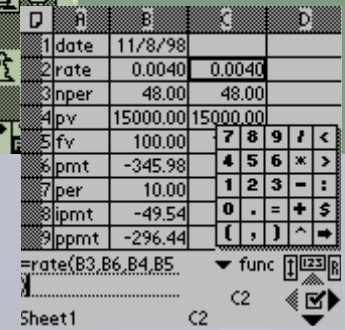 A B C D
1 date 11/8/98
2 rate 0.0040 0.0040
3 nper 48.00 48.00
4 pv 15000.00 15000.00
5 fv 100.00
6 pmt -345.98
7 per 10.00
8 ipmt -49.54
9 ppmt -296.44
7 8 9 / <
4 5 6 * >
1 2 3 - :
0 . = + $
( , ) ^ ➡
=rate(B3,B6,B4,B5
) func 123 R
C2
Sheet1 C2